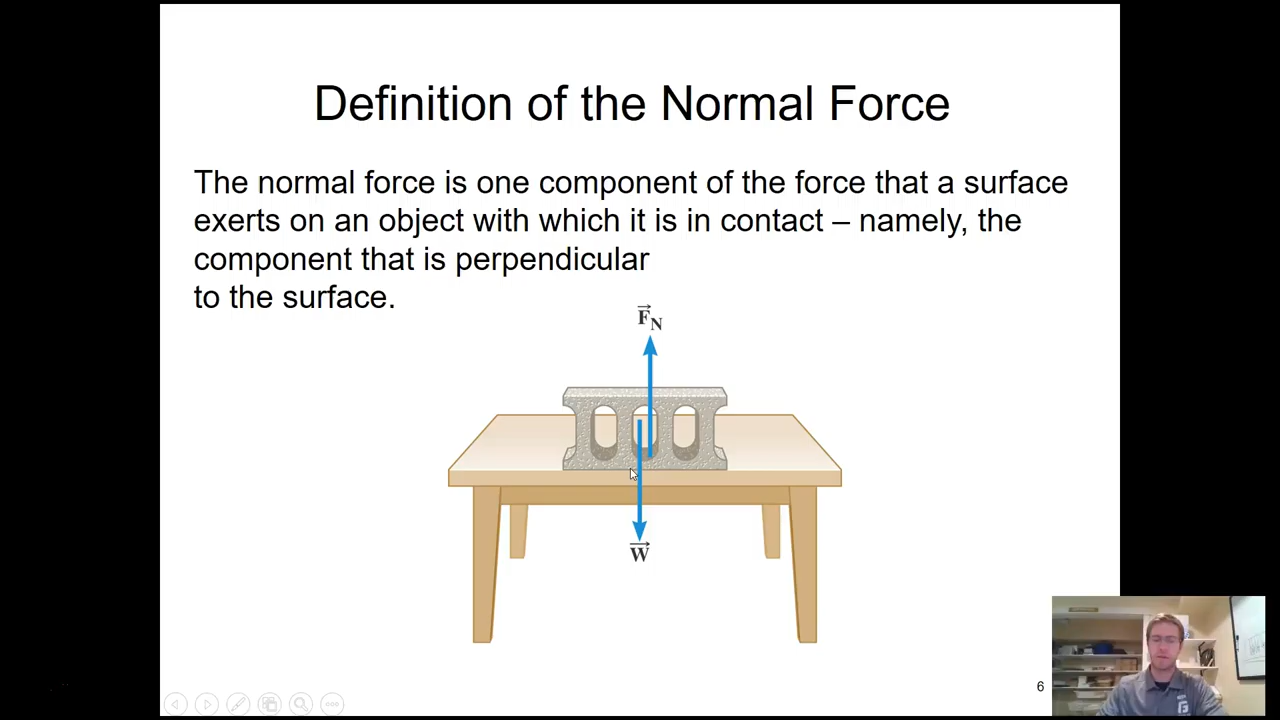 Definition of the Normal Force
The normal force is one component of the force that a surface
exerts on an object with which it is in contact – namely, the
component that is perpendicular
to the surface.
F⃗N
W⃗
6